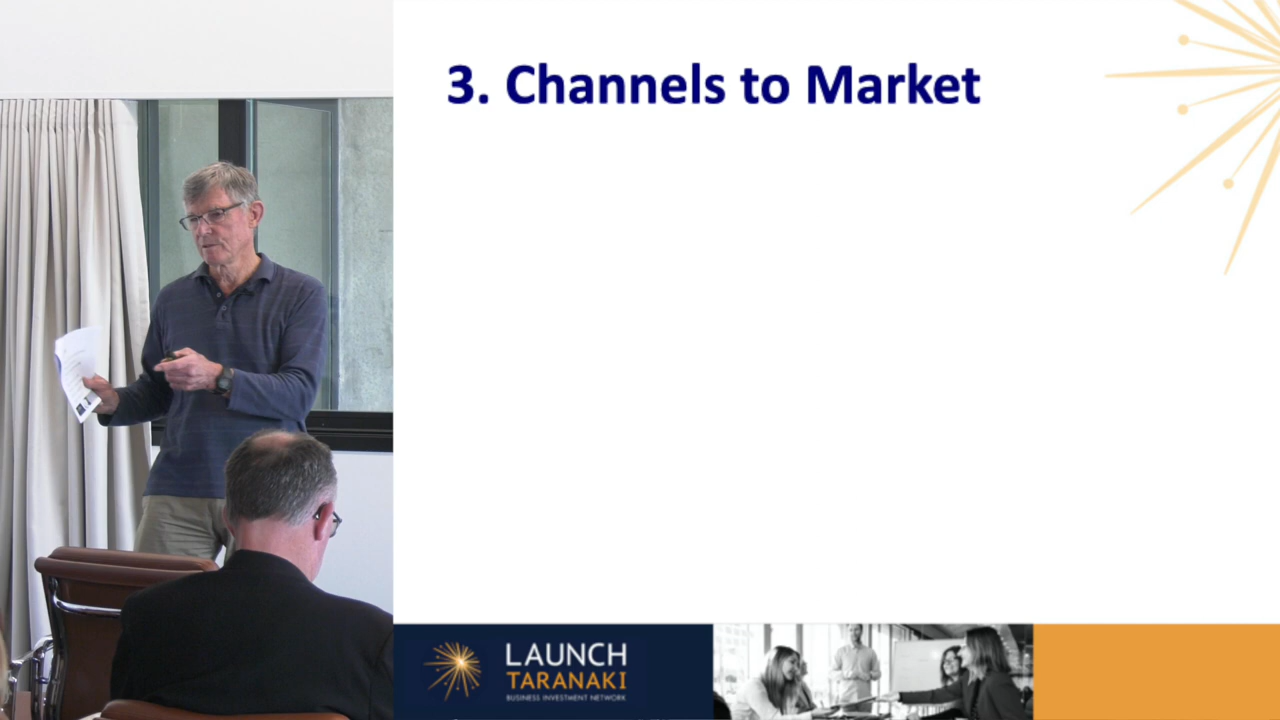 3. Channels to Market
LAUNCH
TARANAKI
BUSINESS INVESTMENT NETWORK